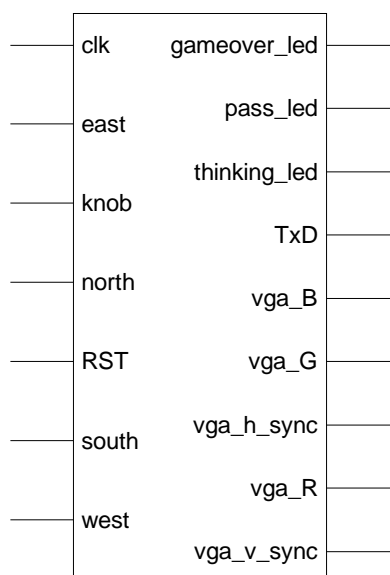 clk
east
knob
north
RST
south
west
gameover_led
pass_led
thinking_led
TxD
vga_B
vga_G
vga_h_sync
vga_R
vga_v_sync